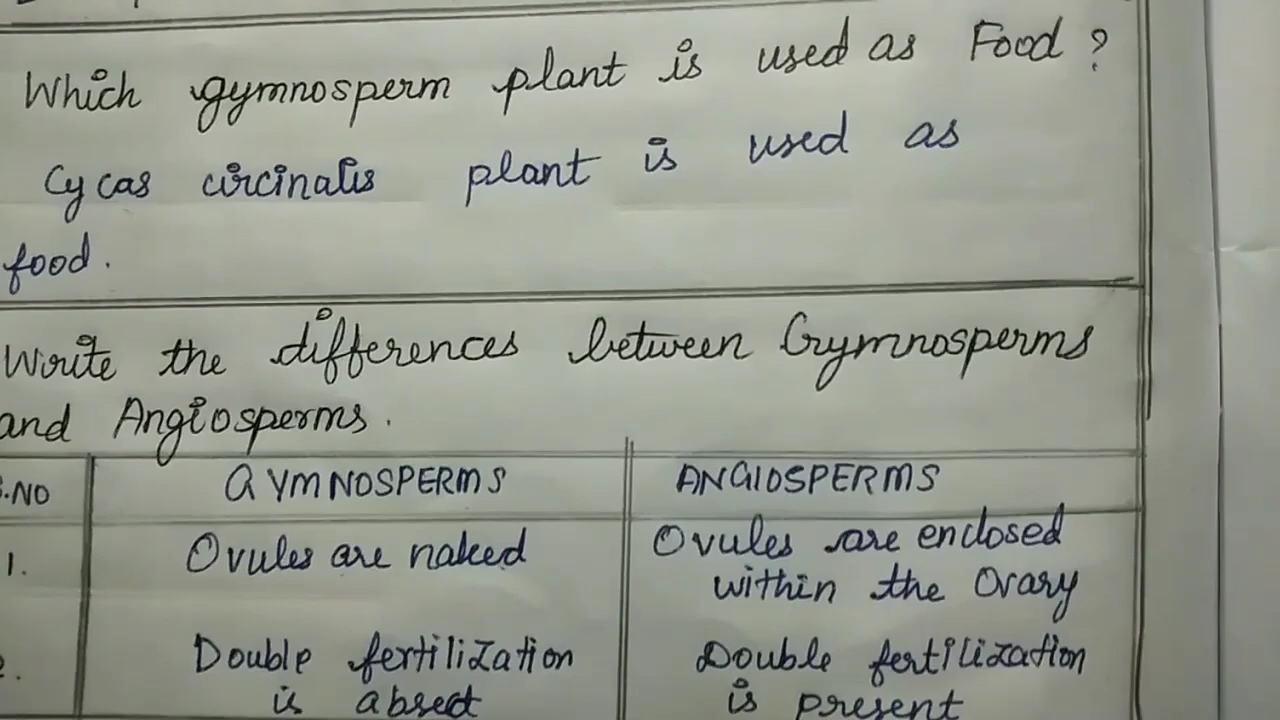 Which gymnosperm plant is used as Food ?
Cycas circinalis plant is used as
food.
Write the differences between Gymnosperms
and Angiosperms.
S.NO GYMNOSPERMS ANGIOSPERMS
1. Ovules are naked Ovules are enclosed
within the Ovary
2. Double fertilization Double fertilization
is absect is present